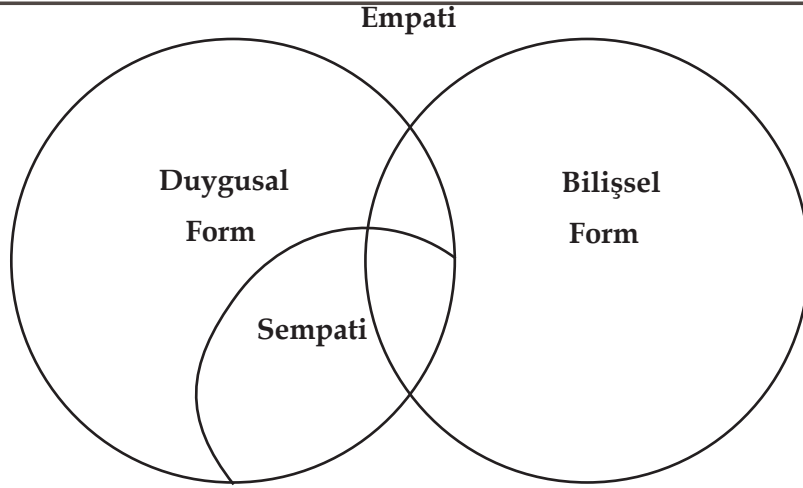 Empati
Duygusal
Form
Bilişsel
Form
Sempati